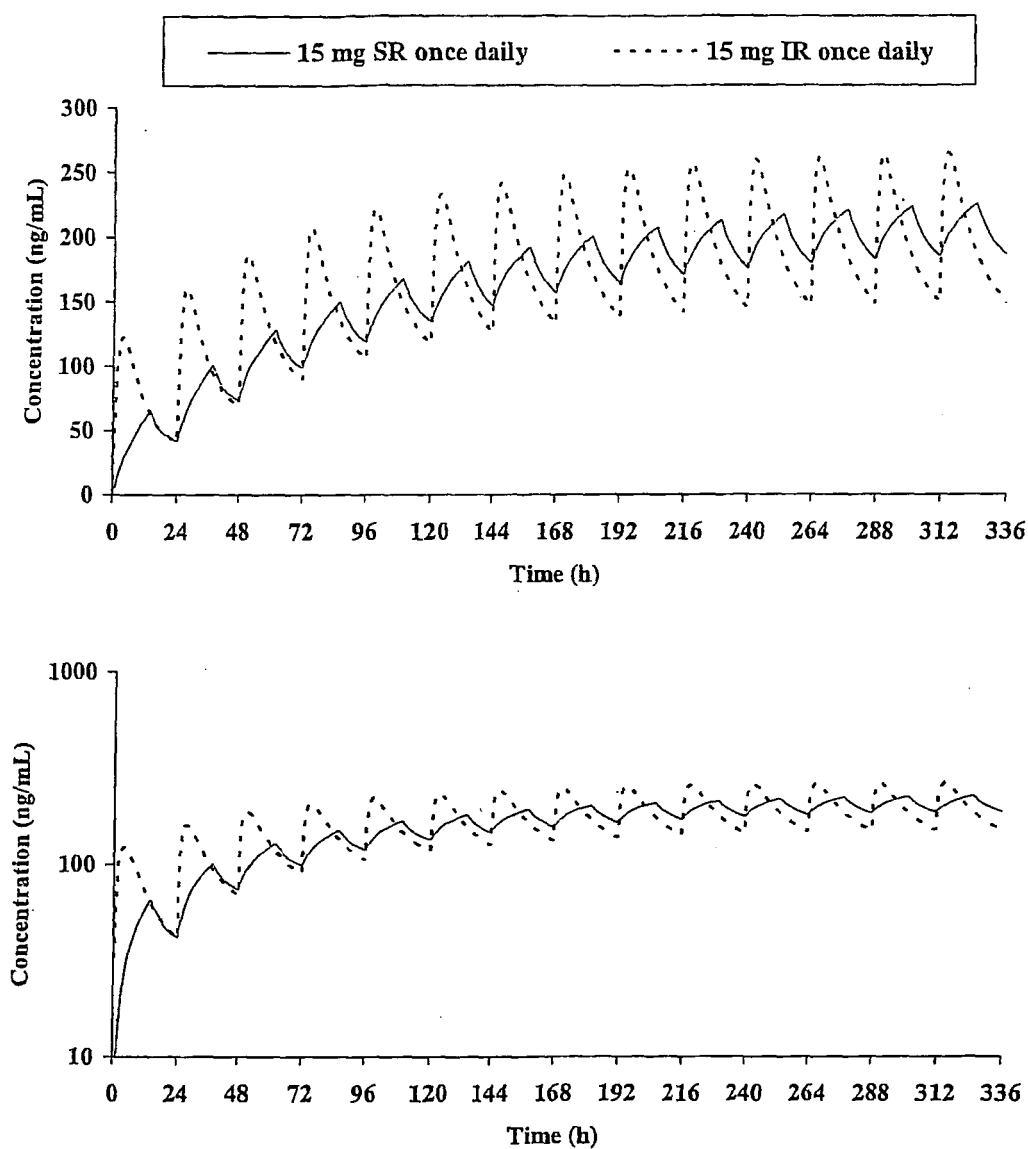 15 mg SR once daily 15 mg IR once daily
Concentration (ng/mL)
300
250
200
150
100
50
0
0 24 48 72 96 120 144 168 192 216 240 264 288 312 336
Time (h)
Concentration (ng/mL)
1000
100
10
0 24 48 72 96 120 144 168 192 216 240 264 288 312 336
Time (h)